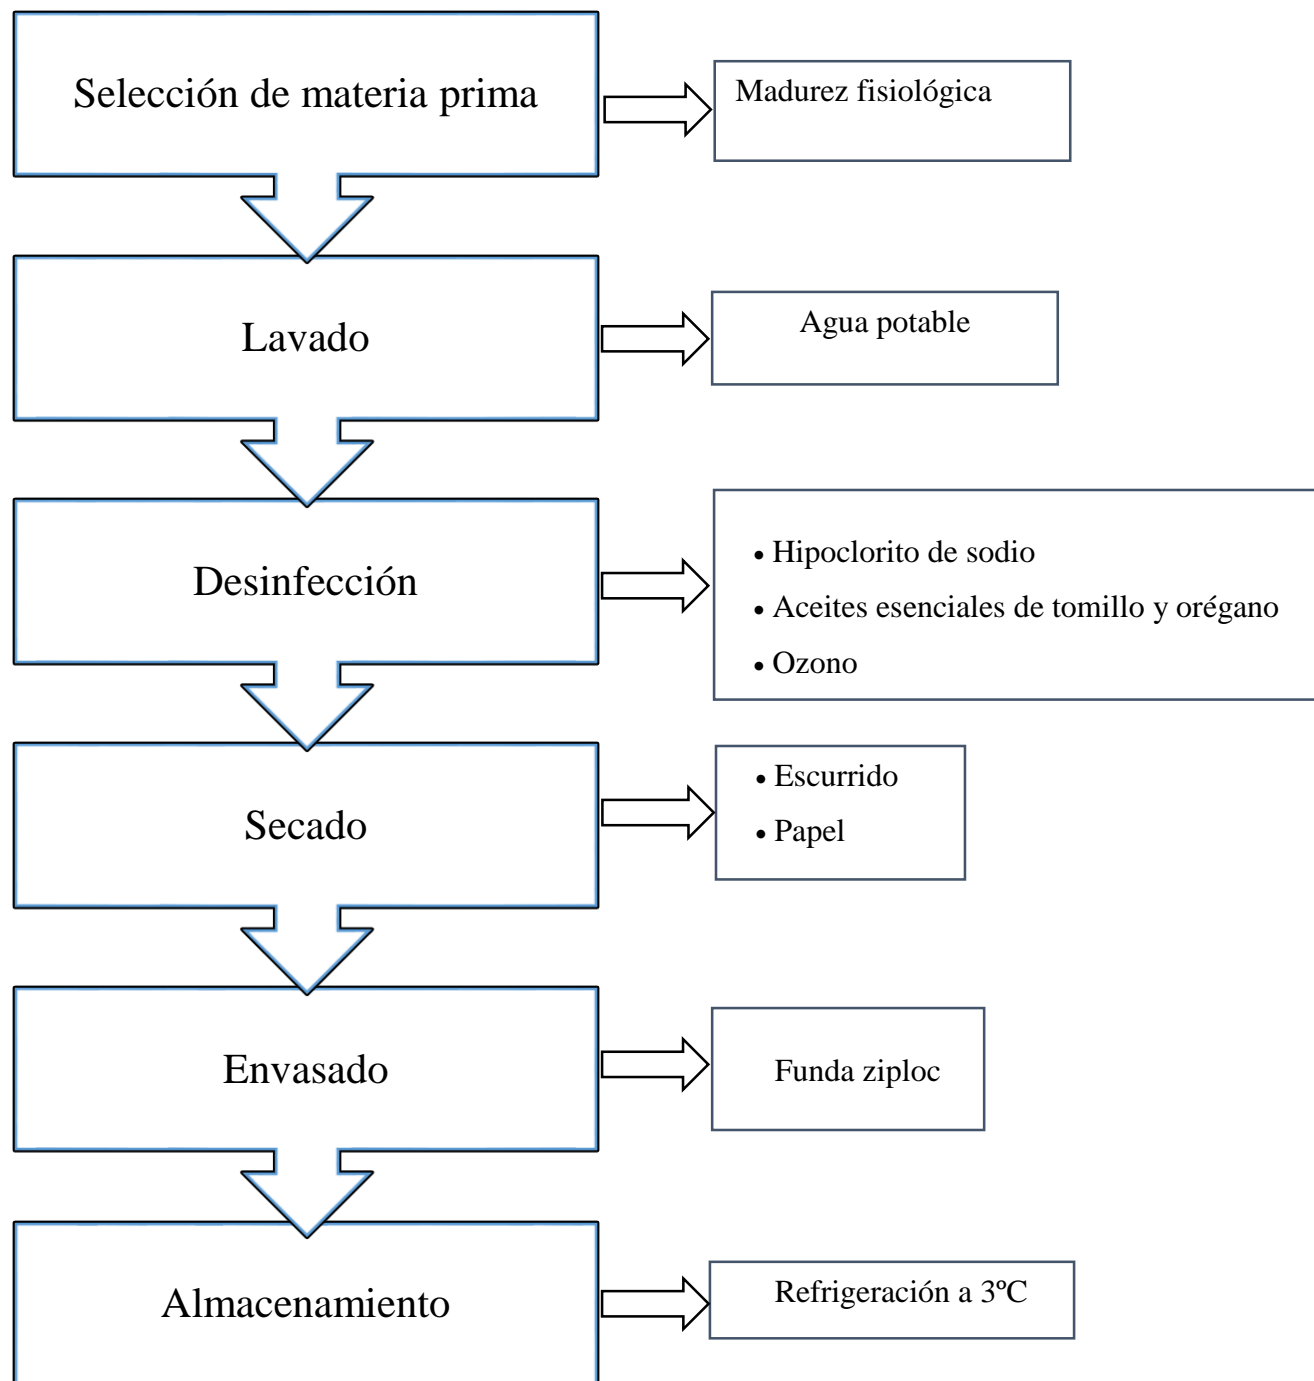 Selección de materia prima
Madurez fisiológica
Lavado
Agua potable
Desinfección
• Hipoclorito de sodio
• Aceites esenciales de tomillo y orégano
• Ozono
Secado
• Escurrido
• Papel
Envasado
Funda ziploc
Almacenamiento
Refrigeración a 3ºC